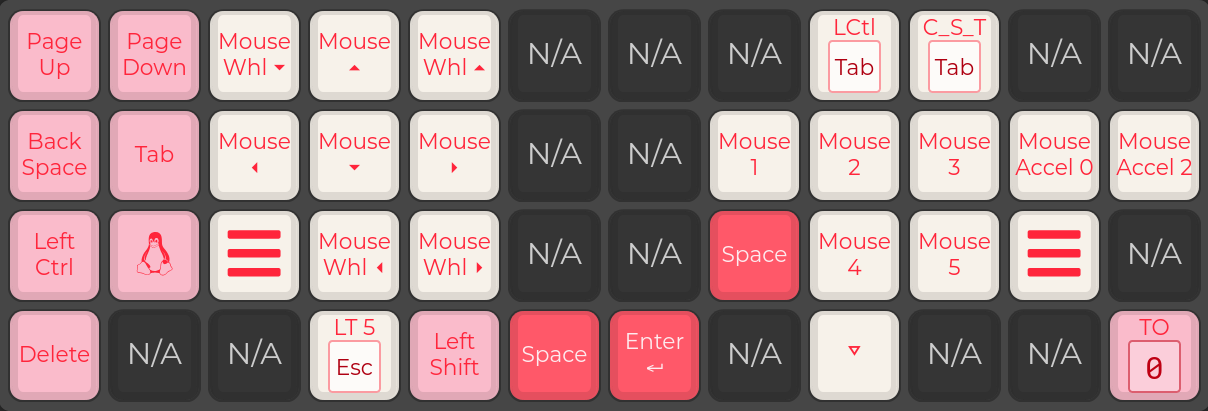 Page Up
Page Down
Mouse Whl ▾
Mouse ▴
Mouse Whl ▴
N/A
N/A
N/A
LCtl
Tab
C_S_T
Tab
N/A
N/A
Back Space
Tab
Mouse ◂
Mouse ▾
Mouse ▸
N/A
N/A
Mouse 1
Mouse 2
Mouse 3
Mouse Accel 0
Mouse Accel 2
Left Ctrl
Mouse Whl ◂
Mouse Whl ▸
N/A
N/A
Space
Mouse 4
Mouse 5
N/A
Delete
N/A
N/A
LT 5
Esc
Left Shift
Space
Enter ↵
N/A
▿
N/A
N/A
TO
0